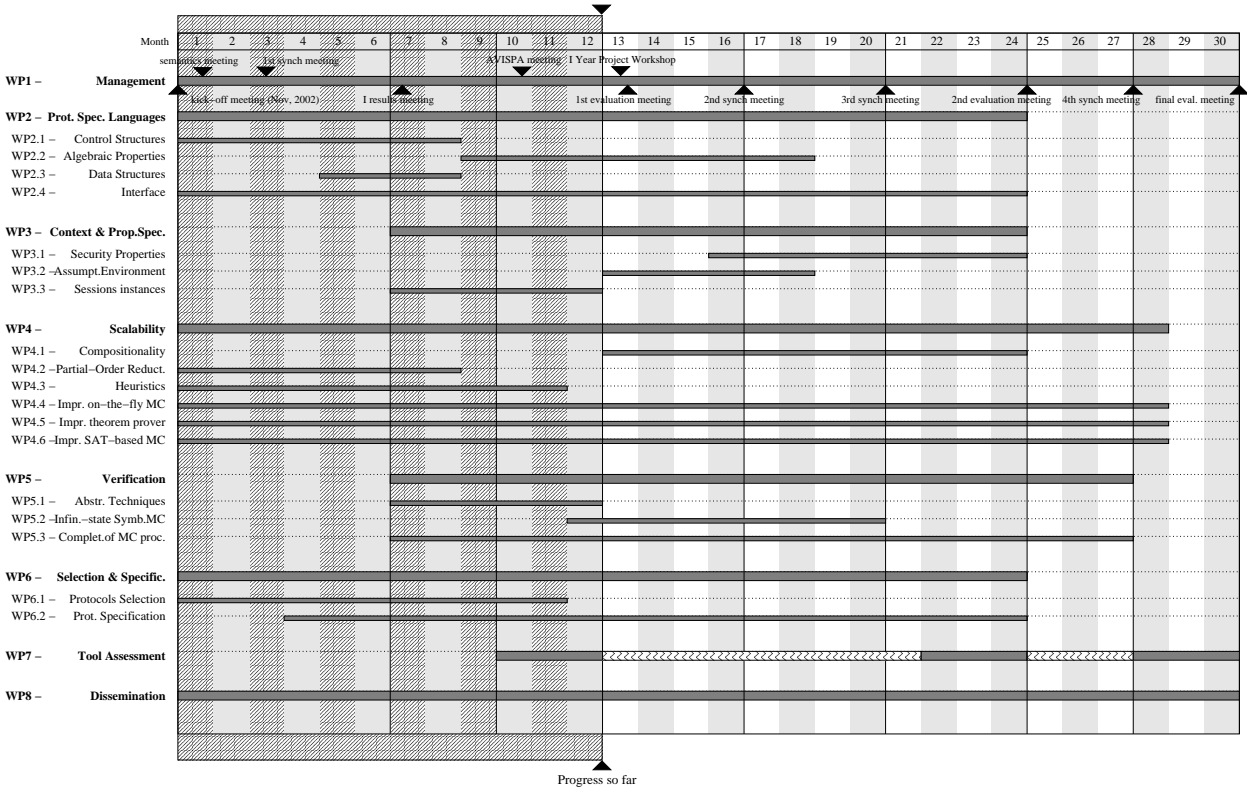 Month 1 2 3 4 5 6 7 8 9 10 11 12 13 14 15 16 17 18 19 20 21 22 23 24 25 26 27 28 29 30
semantics meeting 1st synch meeting AVISPA meeting I Year Project Workshop
WP1 − Management
kick−off meeting (Nov, 2002) I results meeting 1st evaluation meeting 2nd synch meeting 3rd synch meeting 2nd evaluation meeting 4th synch meeting final eval. meeting
WP2 − Prot. Spec. Languages
WP2.1 − Control Structures
WP2.2 − Algebraic Properties
WP2.3 − Data Structures
WP2.4 − Interface
WP3 − Context & Prop.Spec.
WP3.1 − Security Properties
WP3.2 −Assumpt.Environment
WP3.3 − Sessions instances
WP4 − Scalability
WP4.1 − Compositionality
WP4.2 −Partial−Order Reduct.
WP4.3 − Heuristics
WP4.4 − Impr. on−the−fly MC
WP4.5 − Impr. theorem prover
WP4.6 −Impr. SAT−based MC
WP5 − Verification
WP5.1 − Abstr. Techniques
WP5.2 −Infin.−state Symb.MC
WP5.3 − Complet.of MC proc.
WP6 − Selection & Specific.
WP6.1 − Protocols Selection
WP6.2 − Prot. Specification
WP7 − Tool Assessment
WP8 − Dissemination
Progress so far